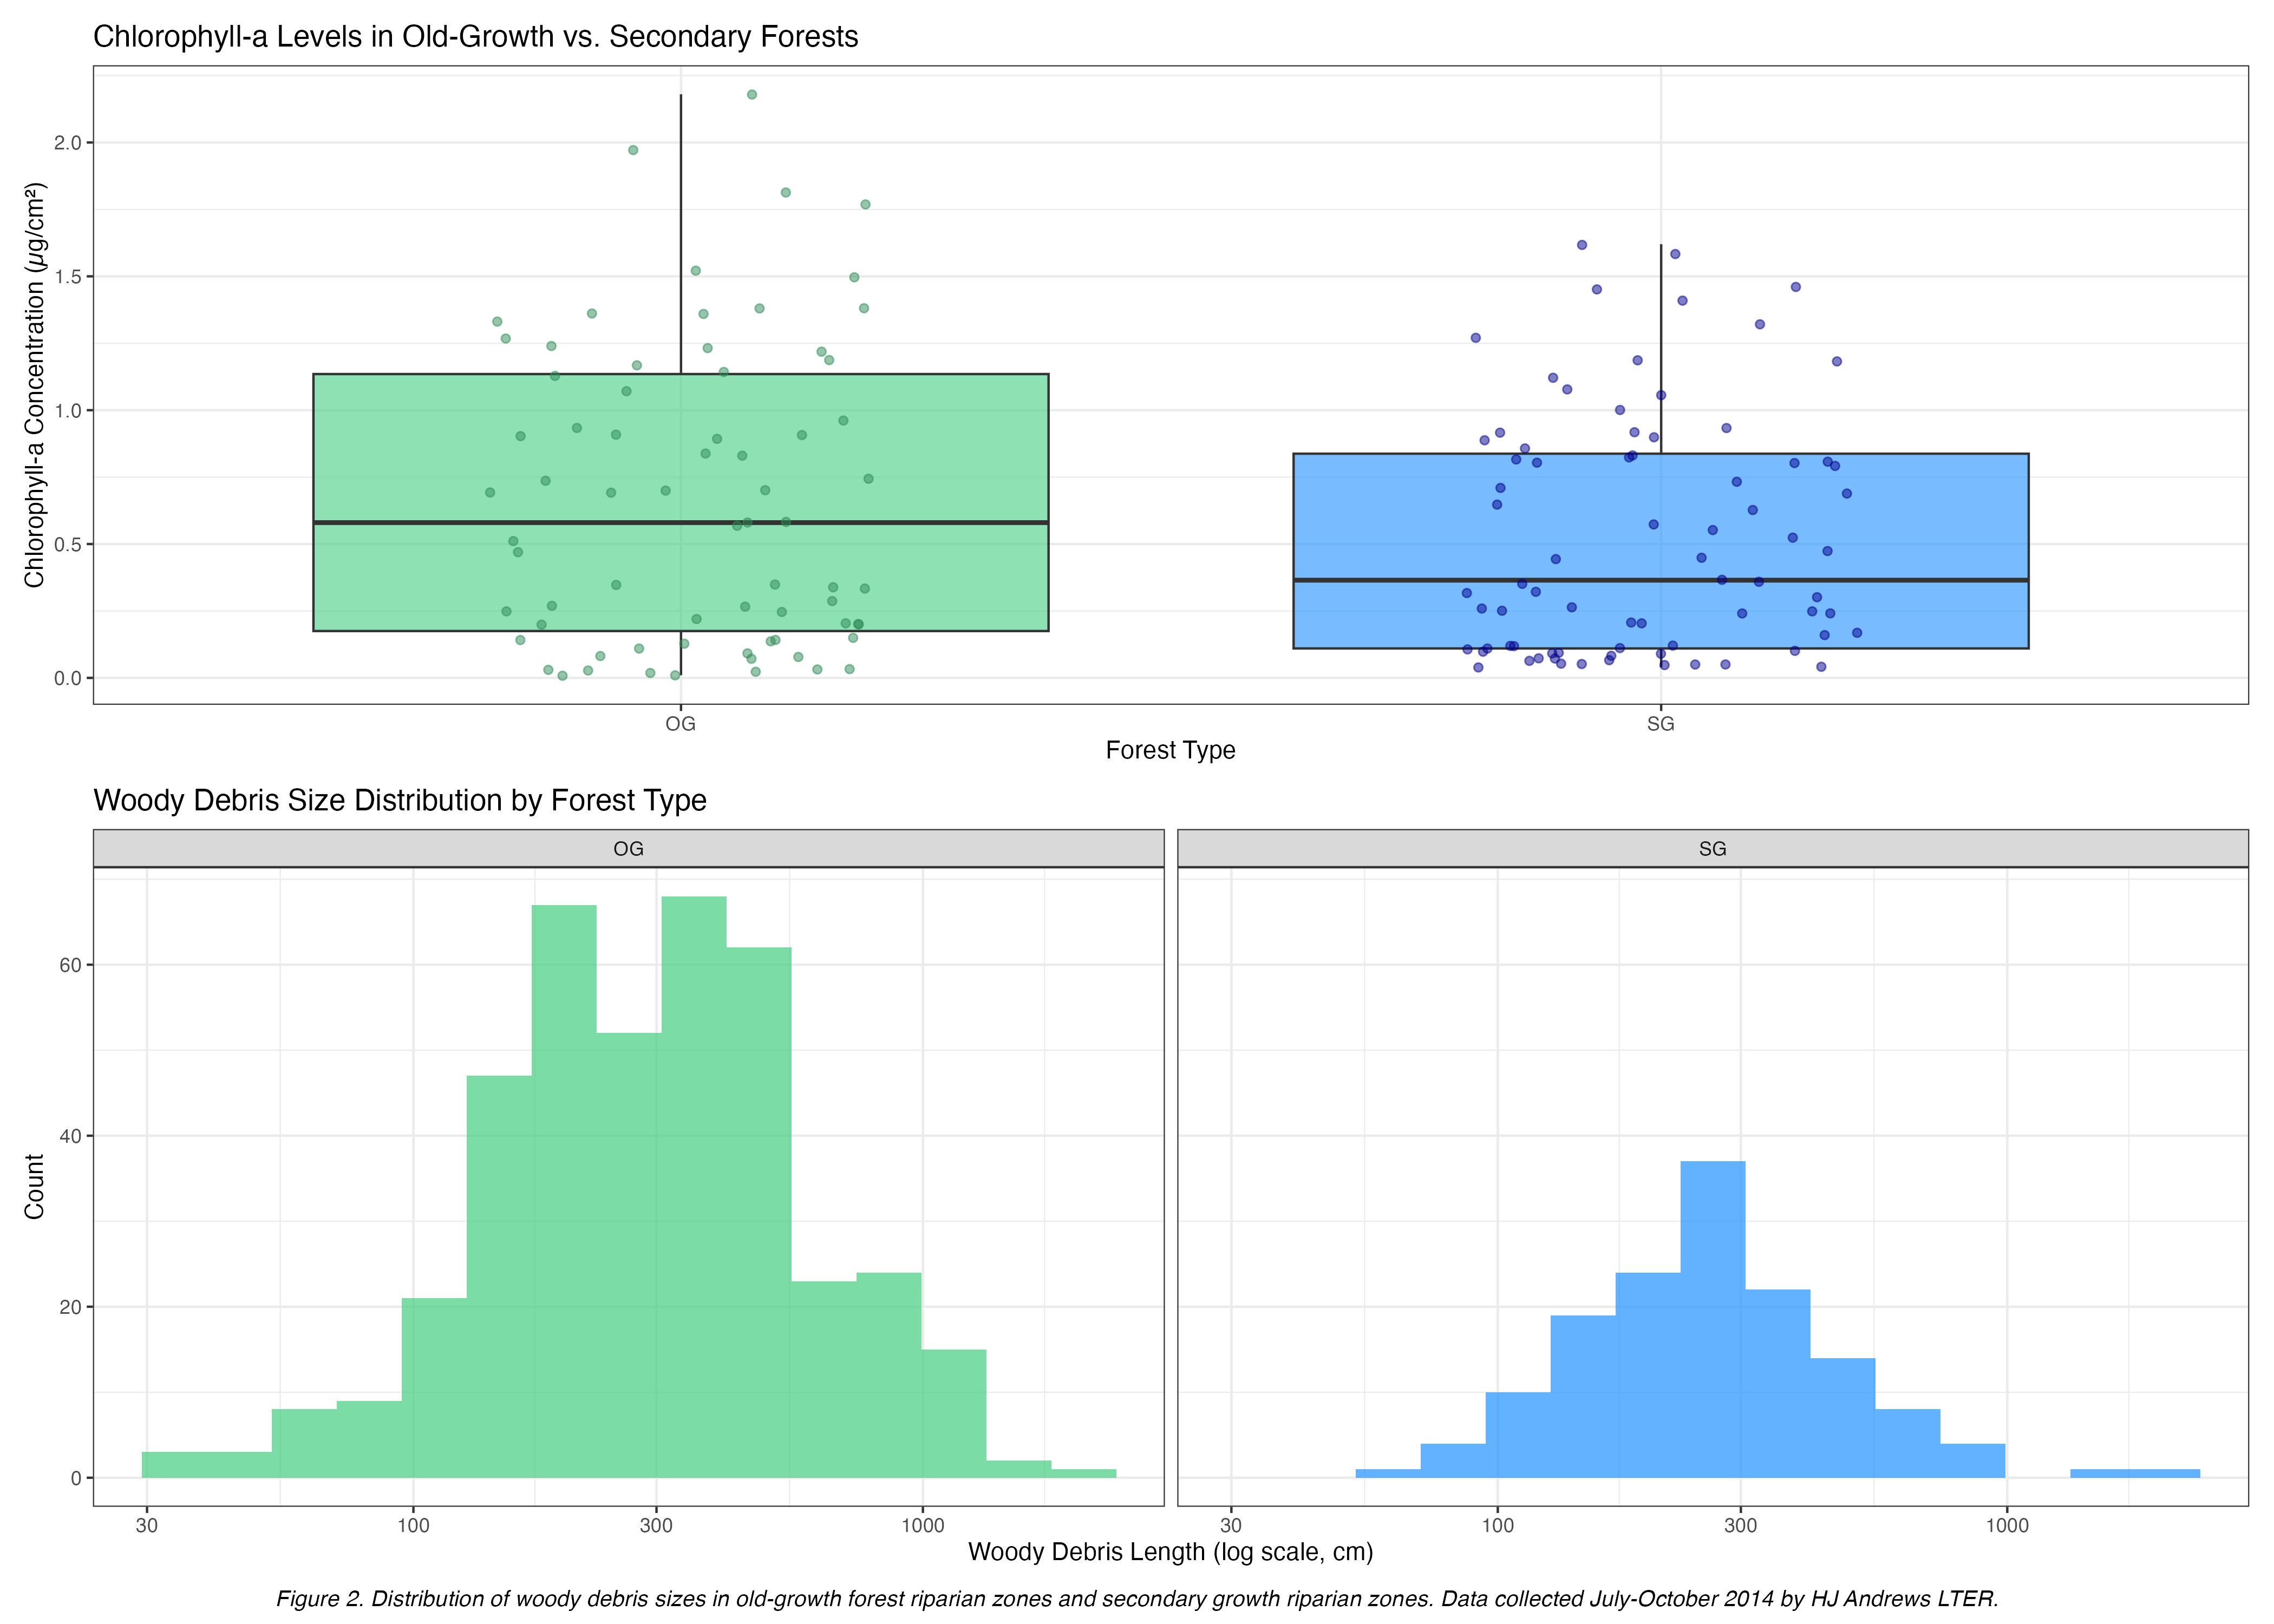 Chlorophyll-a Levels in Old-Growth vs. Secondary Forests
Chlorophyll-a Concentration (µg/cm²)
2.0
1.5
1.0
0.5
0.0
OG
SG
Forest Type
Woody Debris Size Distribution by Forest Type
OG
SG
Count
60
40
20
0
30
100
300
1000
30
100
300
1000
Woody Debris Length (log scale, cm)
Figure 2. Distribution of woody debris sizes in old-growth forest riparian zones and secondary growth riparian zones. Data collected July-October 2014 by HJ Andrews LTER.